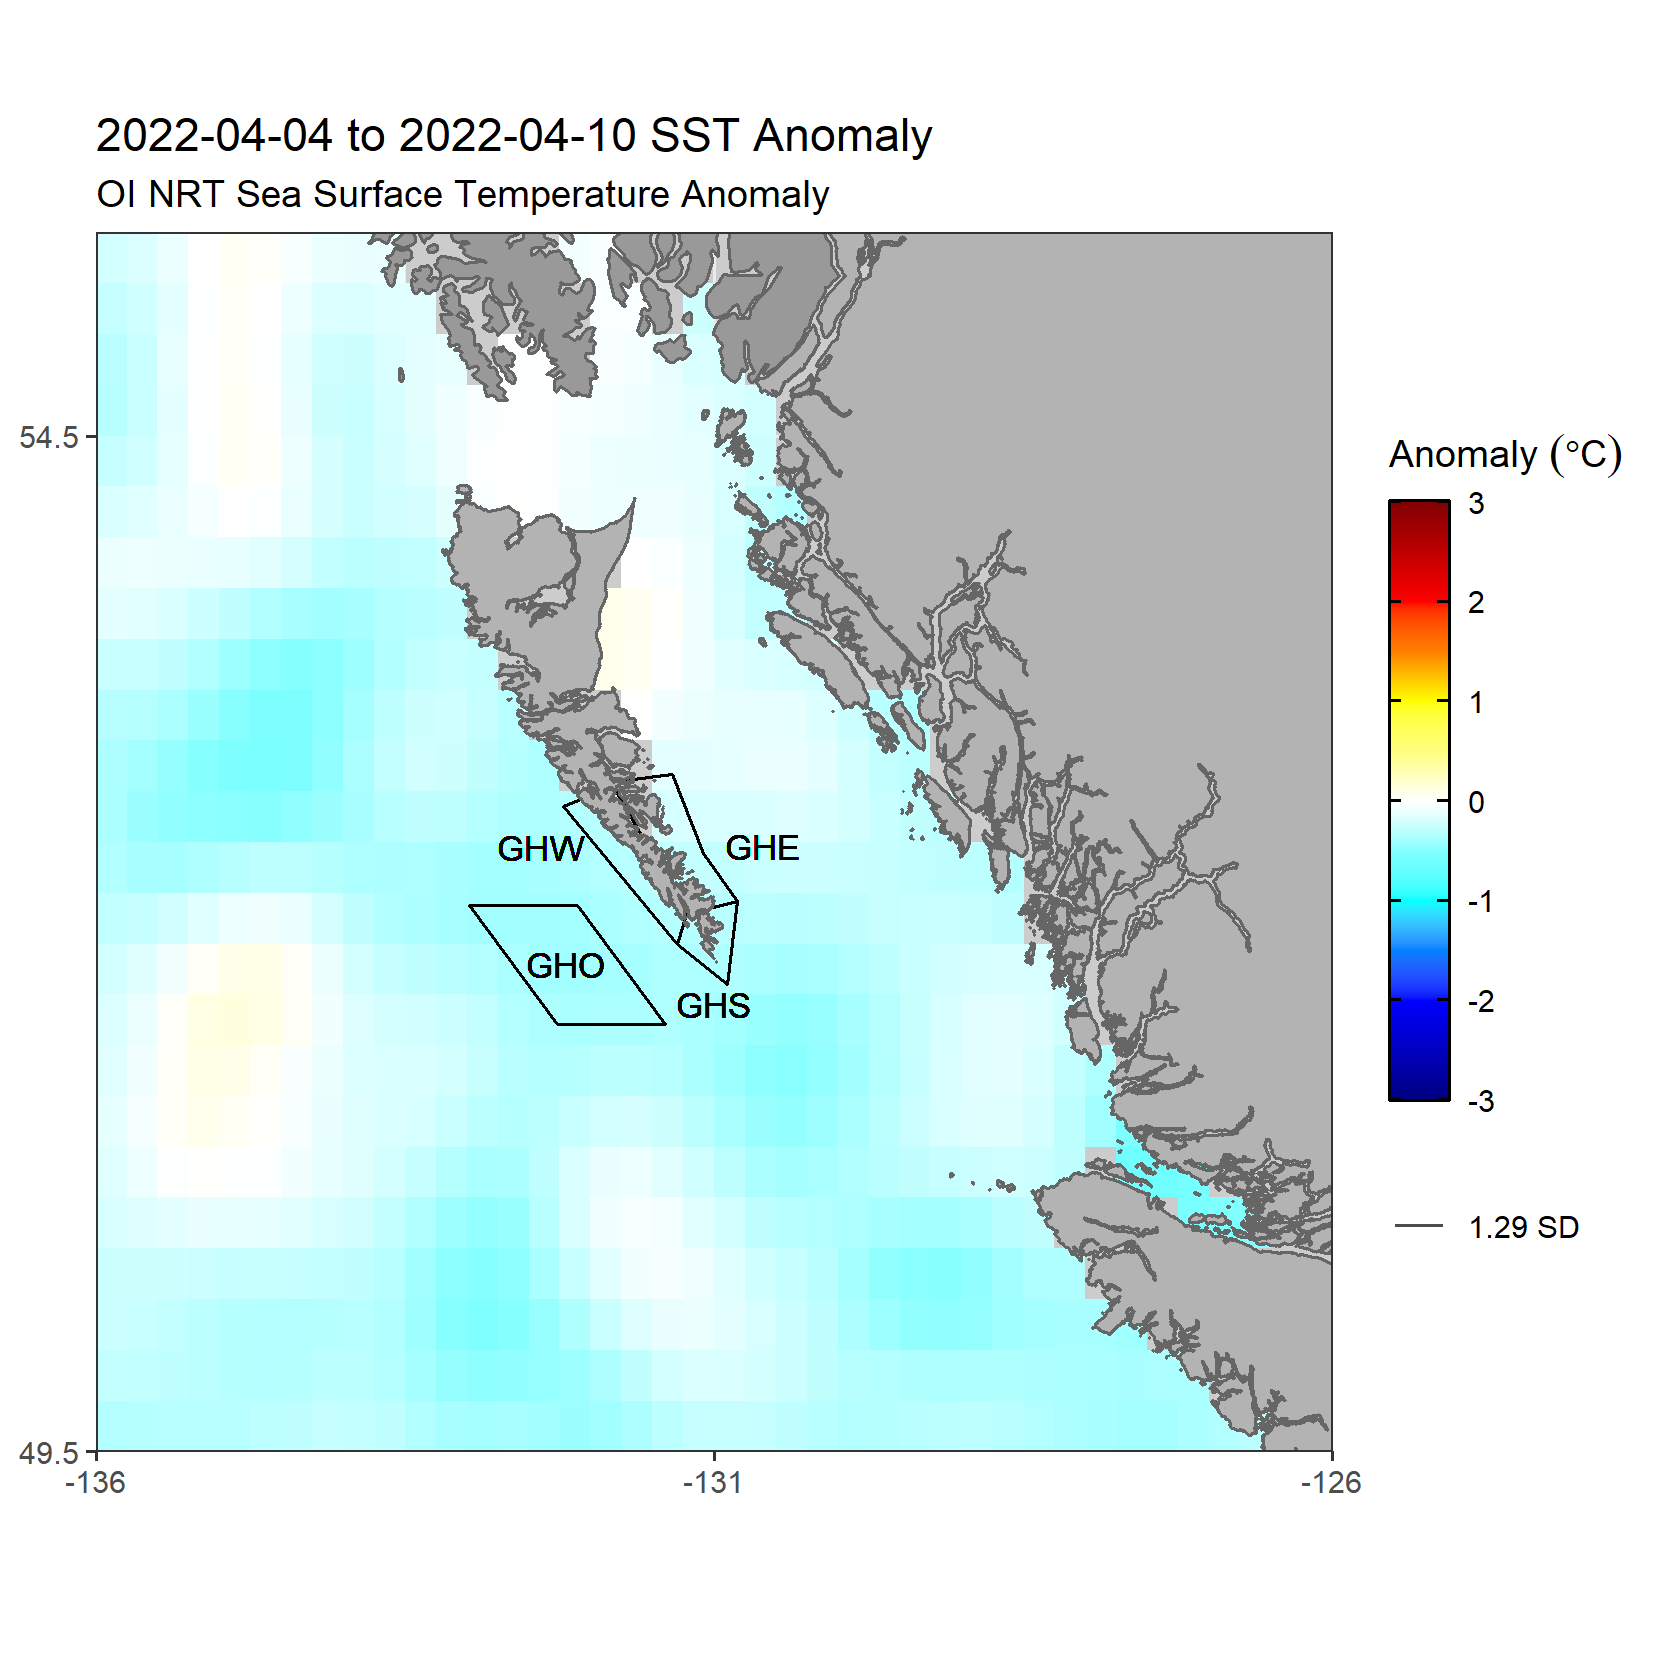 2022-04-04 to 2022-04-10 SST Anomaly
OI NRT Sea Surface Temperature Anomaly
54.5
49.5
-136
-131
-126
GHW
GHE
GHO
GHS
Anomaly (°C)
3
2
1
0
-1
-2
-3
1.29 SD